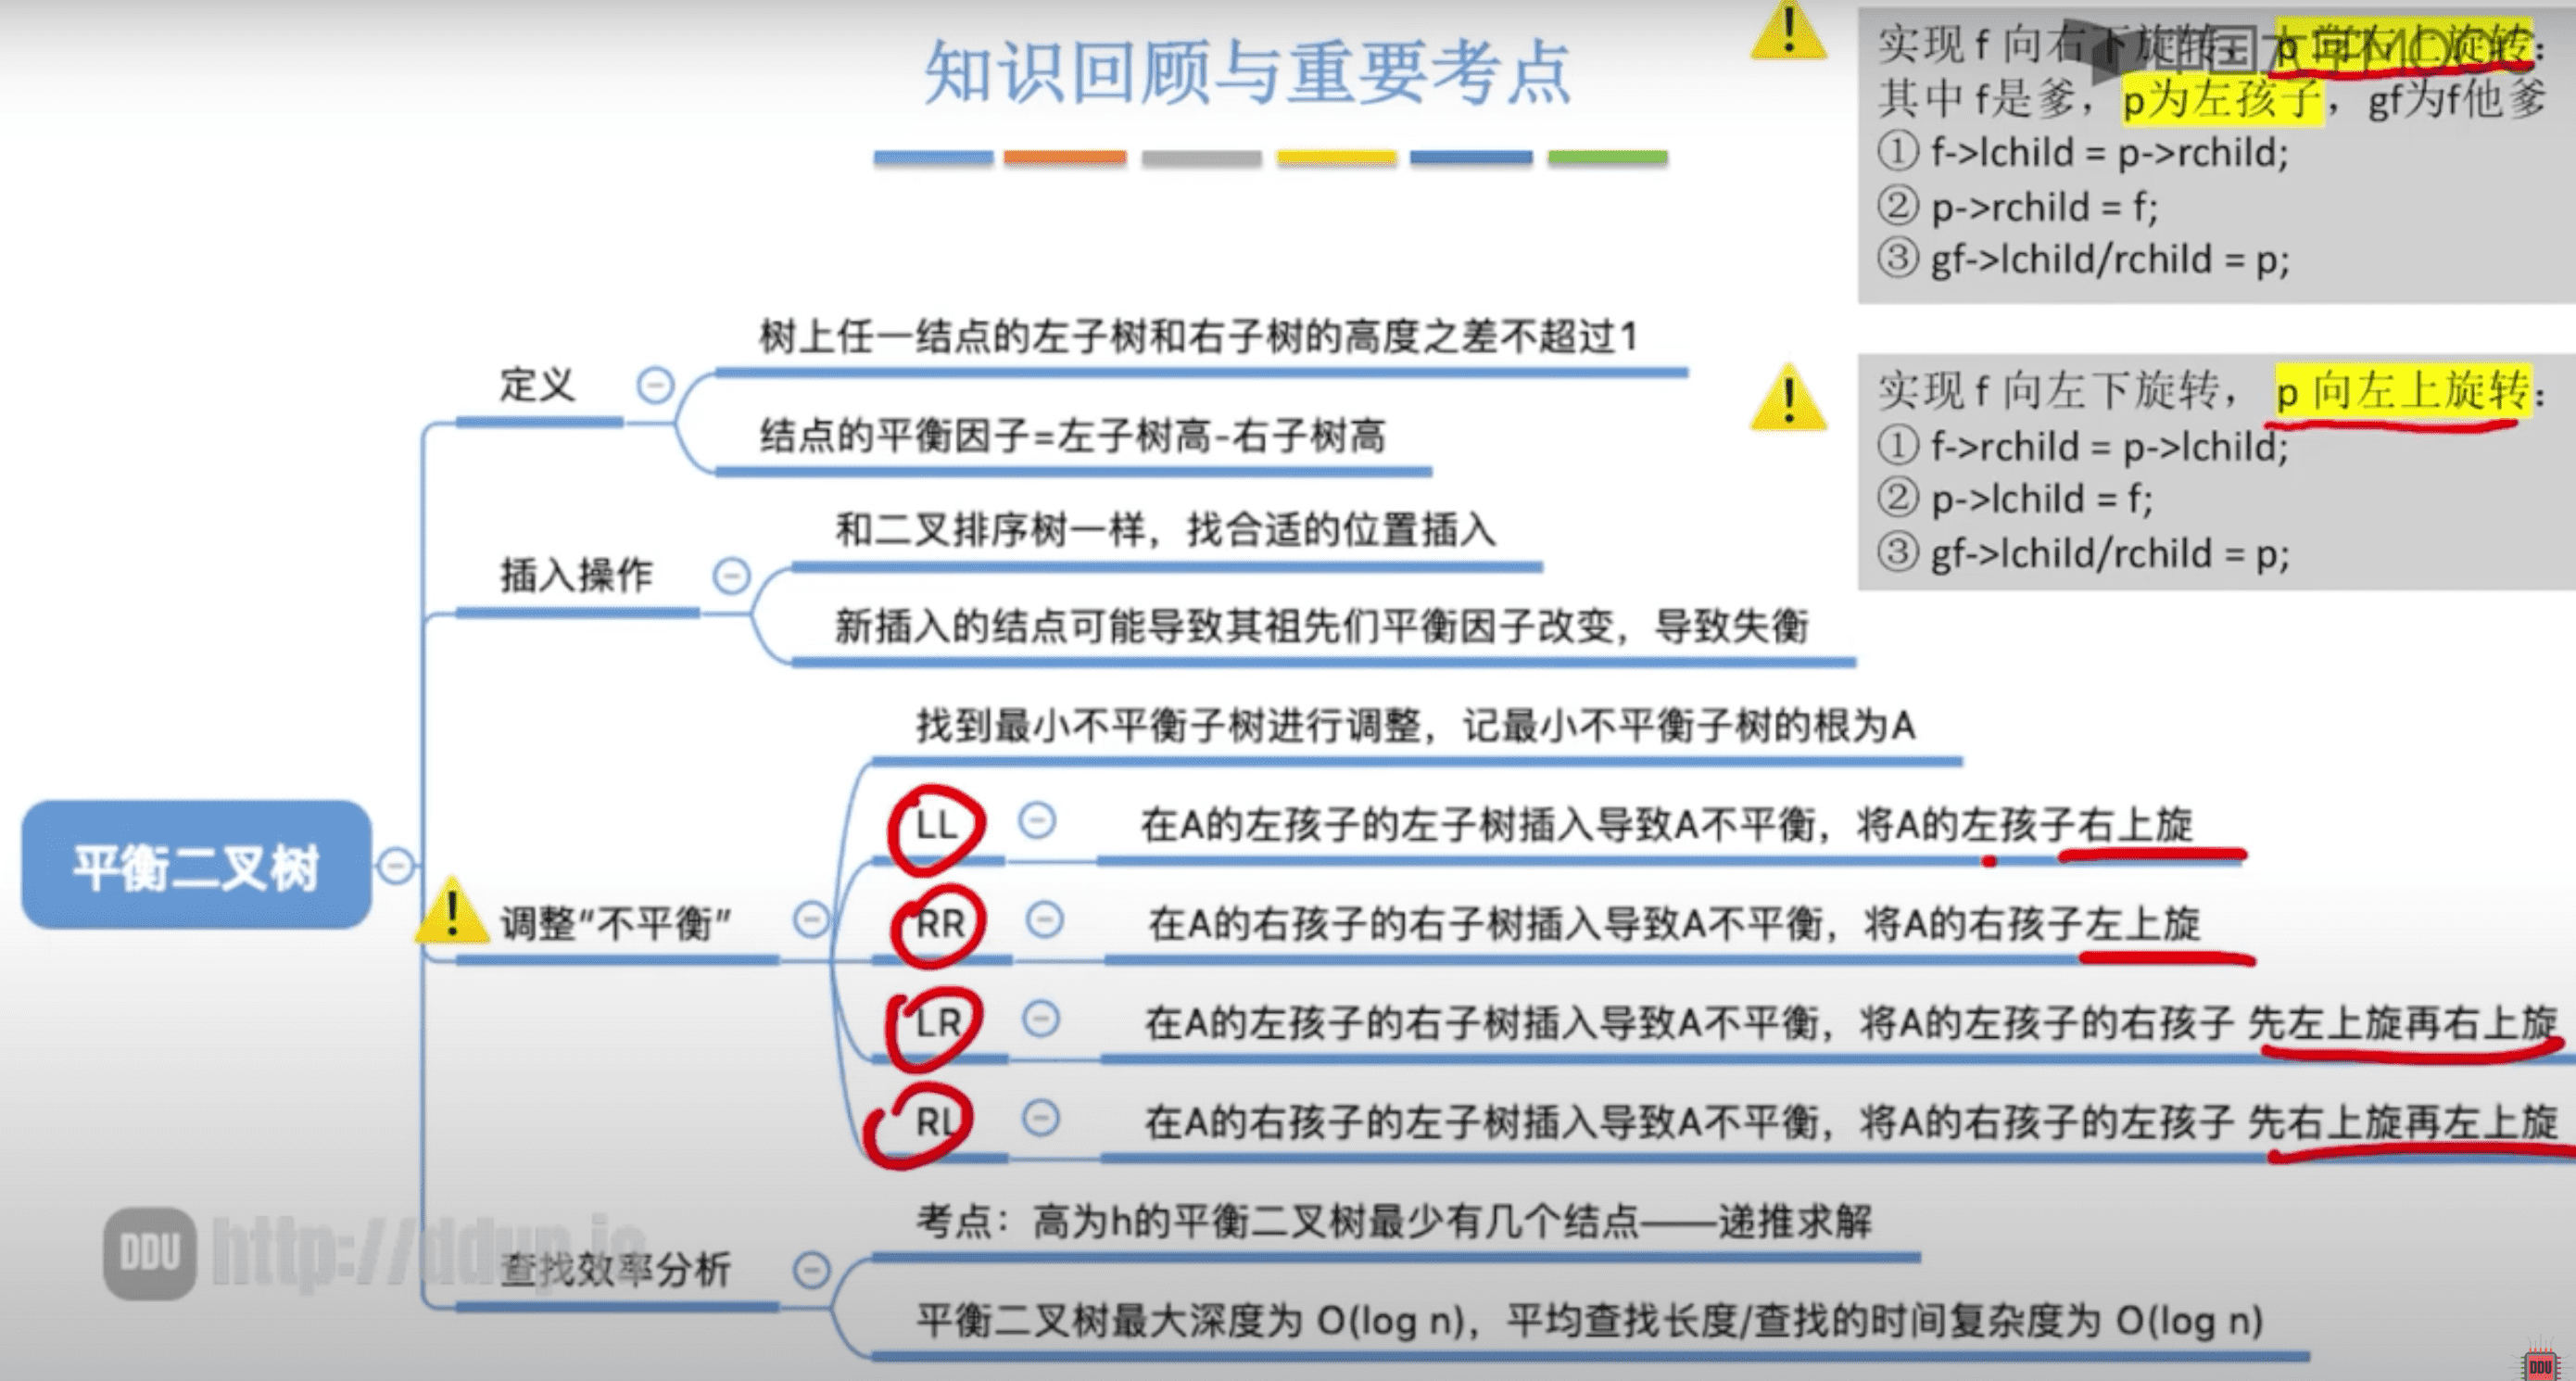 知识回顾与重要考点
实现 f 向右下旋转， p 向右上旋转：
其中 f是爹， p为左孩子， gf为f他爹
① f->lchild = p->rchild;
② p->rchild = f;
③ gf->lchild/rchild = p;
中国大学MOOC
实现 f 向左下旋转， p 向左上旋转：
① f->rchild = p->lchild;
② p->lchild = f;
③ gf->lchild/rchild = p;
平衡二叉树
定义
树上任一结点的左子树和右子树的高度之差不超过1
结点的平衡因子=左子树高-右子树高
插入操作
和二叉排序树一样，找合适的位置插入
新插入的结点可能导致其祖先们平衡因子改变，导致失衡
调整“不平衡”
找到最小不平衡子树进行调整，记最小不平衡子树的根为A
LL 在A的左孩子的左子树插入导致A不平衡，将A的左孩子右上旋
RR 在A的右孩子的右子树插入导致A不平衡，将A的右孩子左上旋
LR 在A的左孩子的右子树插入导致A不平衡，将A的左孩子的右孩子 先左上旋再右上旋
RL 在A的右孩子的左子树插入导致A不平衡，将A的右孩子的左孩子 先右上旋再左上旋
查找效率分析
考点：高为h的平衡二叉树最少有几个结点——递推求解
平衡二叉树最大深度为 O(log n)，平均查找长度/查找的时间复杂度为 O(log n)
DDU http://ddup.io
DDU